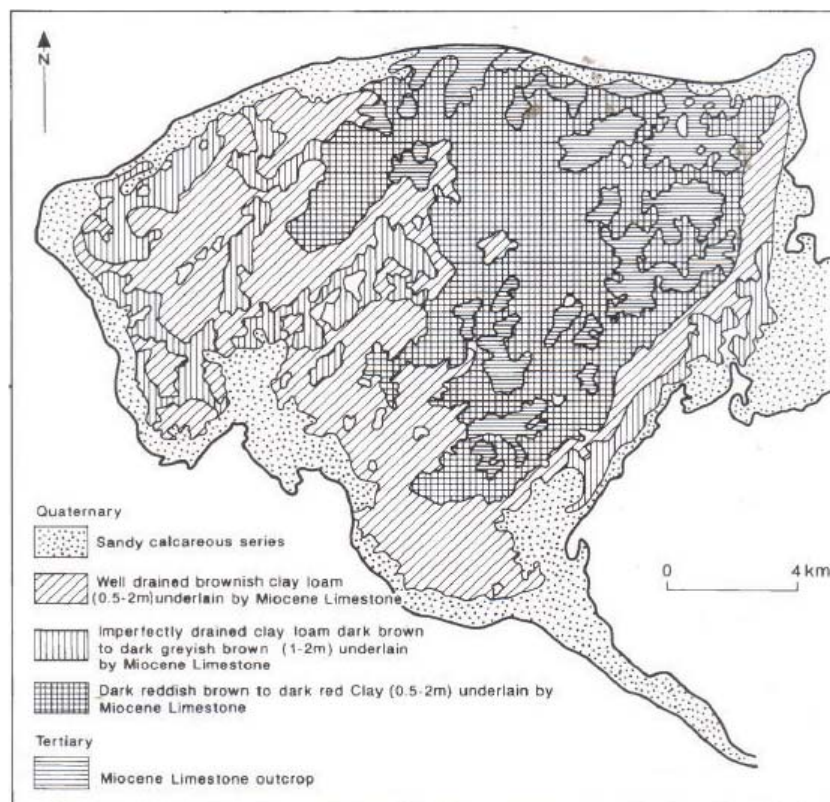 N
Quaternary
Sandy calcareous series
Well drained brownish clay loam
(0.5-2m) underlain by Miocene Limestone
Imperfectly drained clay loam dark brown
to dark greyish brown (1-2m) underlain
by Miocene Limestone
Dark reddish brown to dark red Clay (0.5-2m) underlain by
Miocene Limestone
Tertiary
Miocene Limestone outcrop
0 4 km